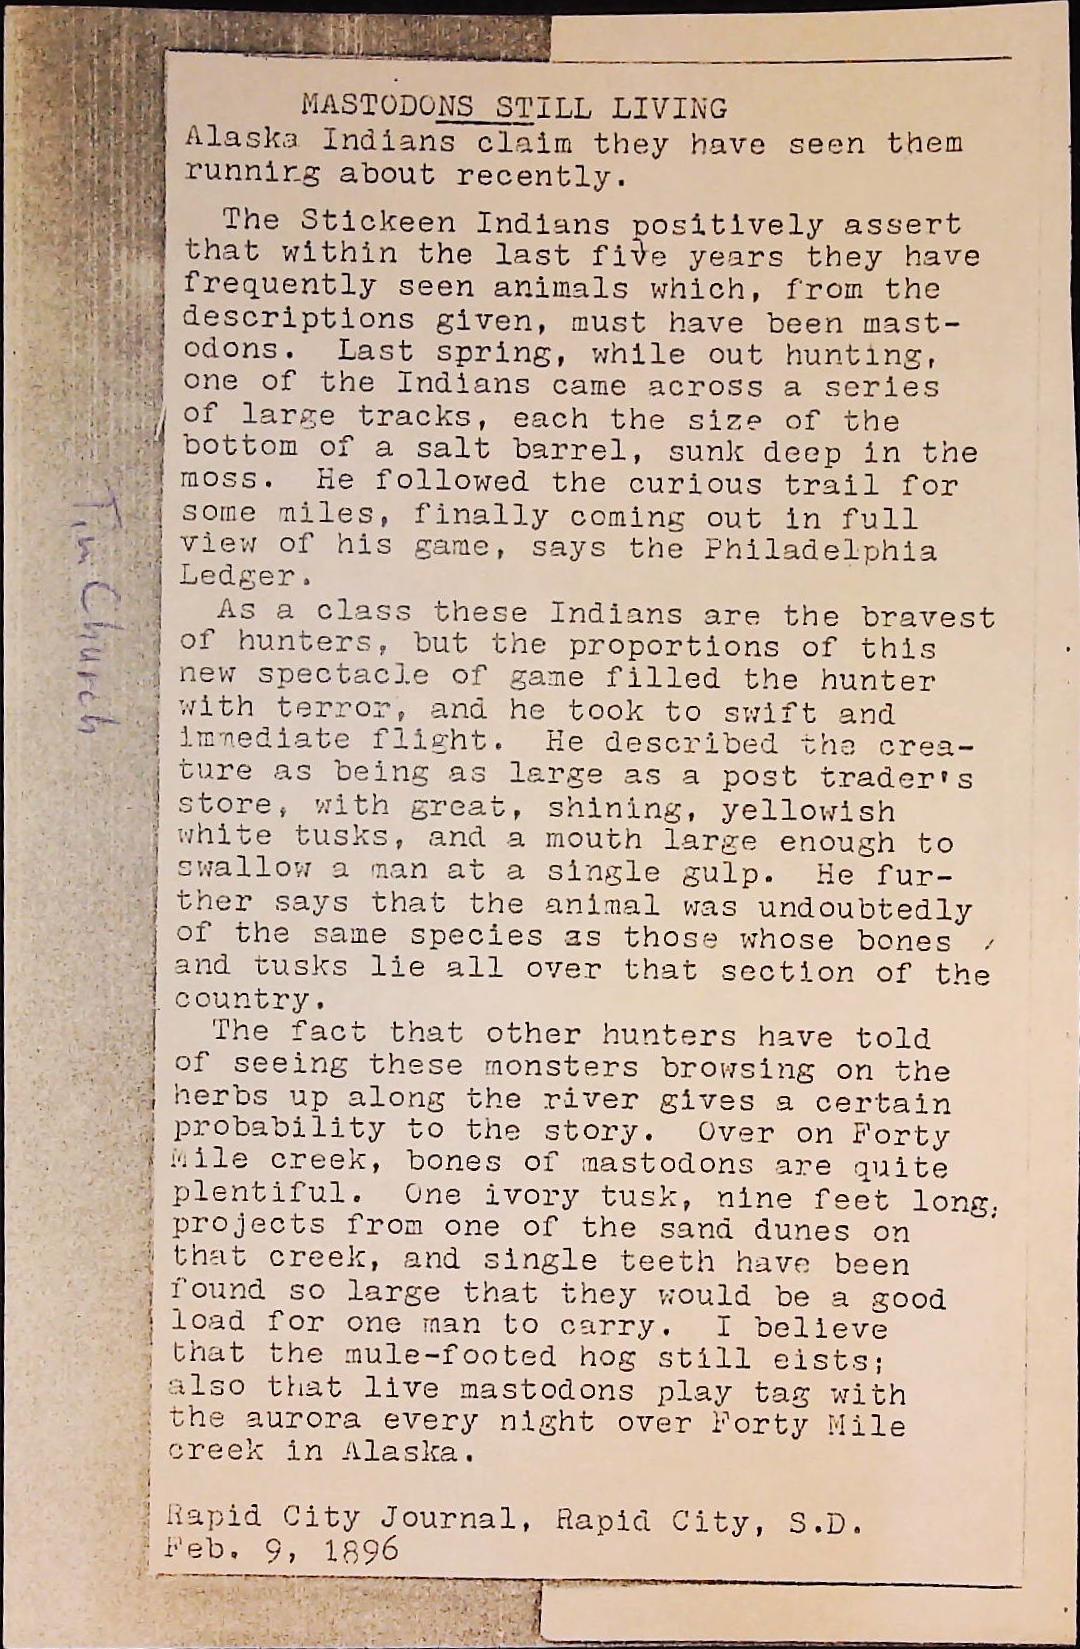 MASTODONS STILL LIVING
Alaska Indians claim they have seen them
running about recently.
The Stickeen Indians positively assert
that within the last five years they have
frequently seen animals which, from the
descriptions given, must have been mast-
odons. Last spring, while out hunting,
one of the Indians came across a series
of large tracks, each the size of the
bottom of a salt barrel, sunk deep in the
moss. He followed the curious trail for
some miles, finally coming out in full
view of his game, says the Philadelphia
Ledger.
As a class these Indians are the bravest
of hunters, but the proportions of this
new spectacle of game filled the hunter
with terror, and he took to swift and
immediate flight. He described the crea-
ture as being as large as a post trader's
store, with great, shining, yellowish
white tusks, and a mouth large enough to
swallow a man at a single gulp. He fur-
ther says that the animal was undoubtedly
of the same species as those whose bones
and tusks lie all over that section of the
country.
The fact that other hunters have told
of seeing these monsters browsing on the
herbs up along the river gives a certain
probability to the story. Over on Forty
Mile creek, bones of mastodons are quite
plentiful. One ivory tusk, nine feet long,
projects from one of the sand dunes on
that creek, and single teeth have been
found so large that they would be a good
load for one man to carry. I believe
that the mule-footed hog still eists;
also that live mastodons play tag with
the aurora every night over Forty Mile
creek in Alaska.
Rapid City Journal, Rapid City, S.D.
Feb. 9, 1896
Tim Church